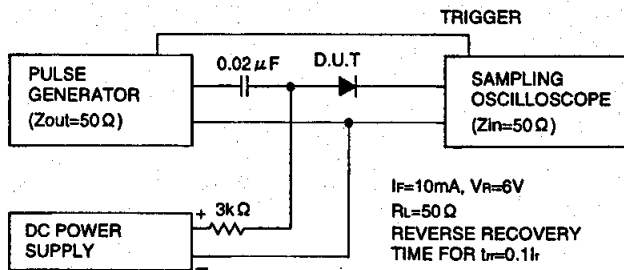 TRIGGER
PULSE
GENERATOR
(Zout=50Ω)
0.02μF
D.U.T
SAMPLING
OSCILLOSCOPE
(Zin=50Ω)
+
3kΩ
DC POWER
SUPPLY
−
IF=10mA, VR=6V
RL=50Ω
REVERSE RECOVERY
TIME FOR trr=0.1Ir